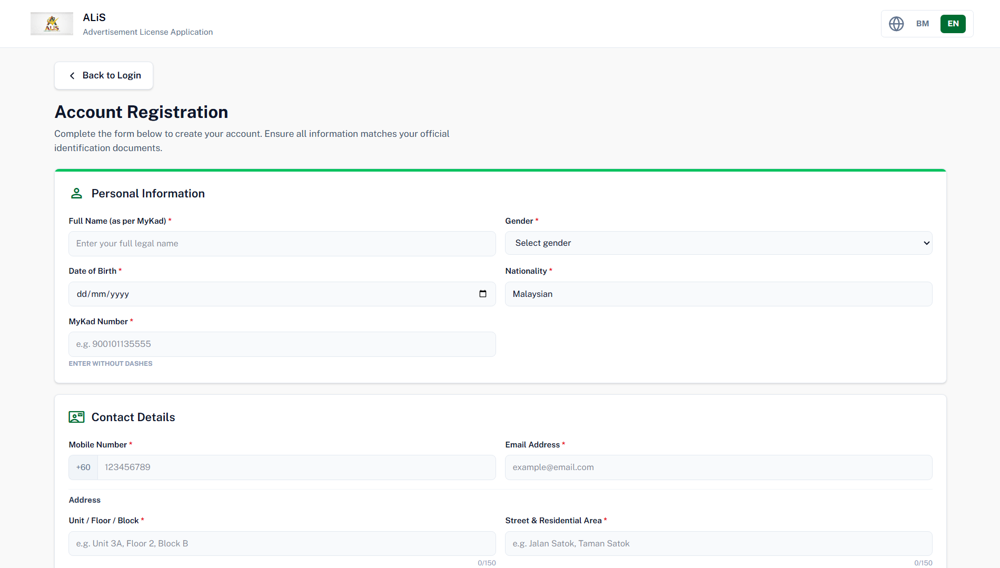 ALiS
ALiS
Advertisement License Application
BM
EN
Back to Login
Account Registration
Complete the form below to create your account. Ensure all information matches your official
identification documents.
Personal Information
Full Name (as per MyKad) *
Enter your full legal name
Gender *
Select gender
Date of Birth *
dd/mm/yyyy
Nationality *
Malaysian
MyKad Number *
e.g. 900101135555
ENTER WITHOUT DASHES
Contact Details
Mobile Number *
+60
123456789
Email Address *
example@email.com
Address
Unit / Floor / Block *
e.g. Unit 3A, Floor 2, Block B
0/150
Street & Residential Area *
e.g. Jalan Satok, Taman Satok
0/150